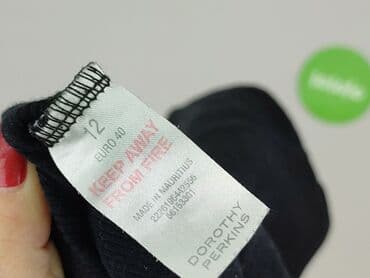 12
EURO 40
KEEP AWAY
FROM FIRE
MADE IN MAURITIUS
DOROTHY
PERKINS